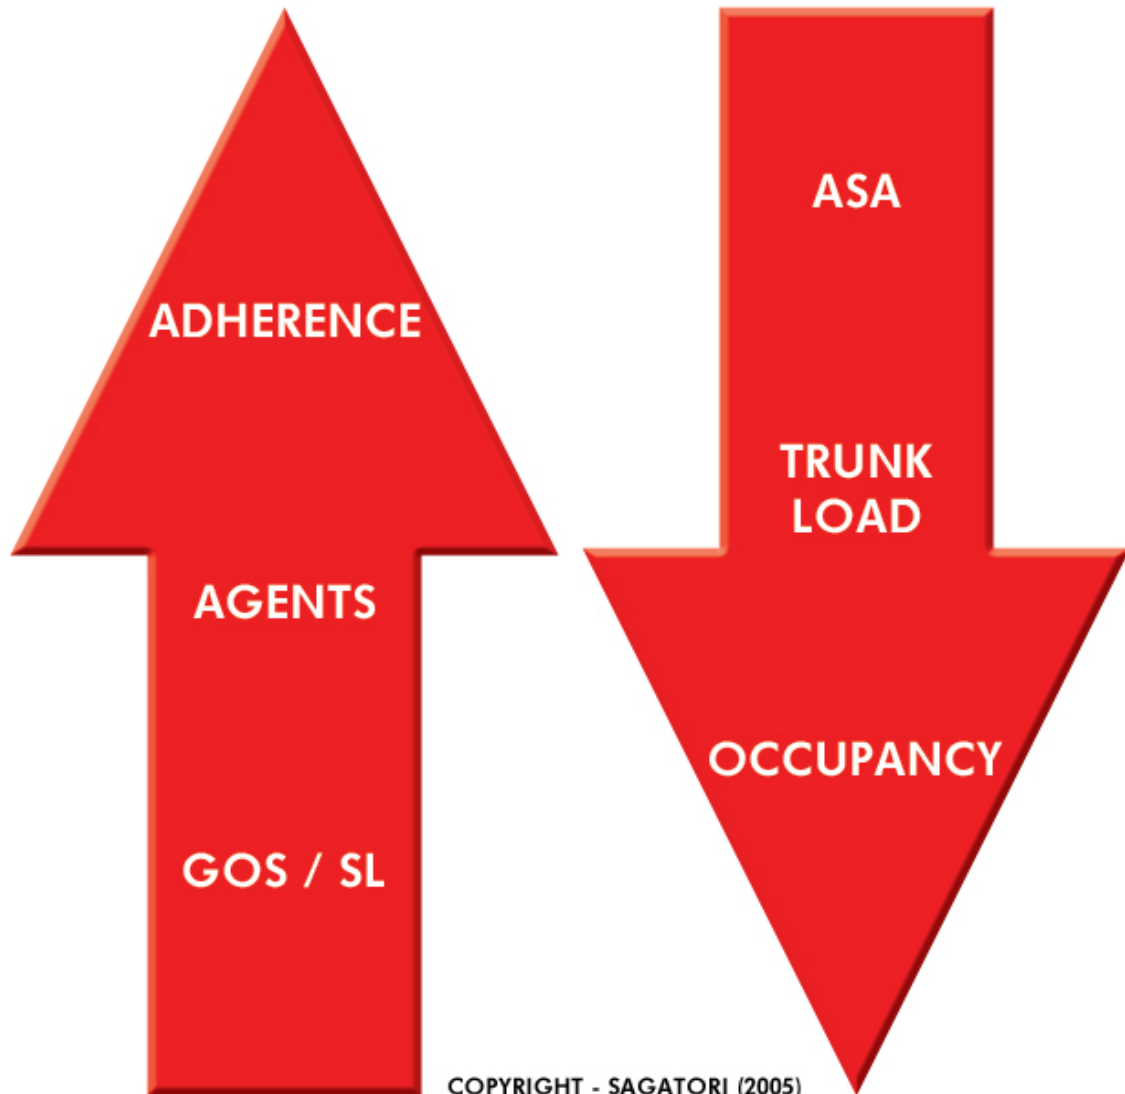 ADHERENCE
AGENTS
GOS / SL
ASA
TRUNK
LOAD
OCCUPANCY
COPYRIGHT - SAGATORI (2005)